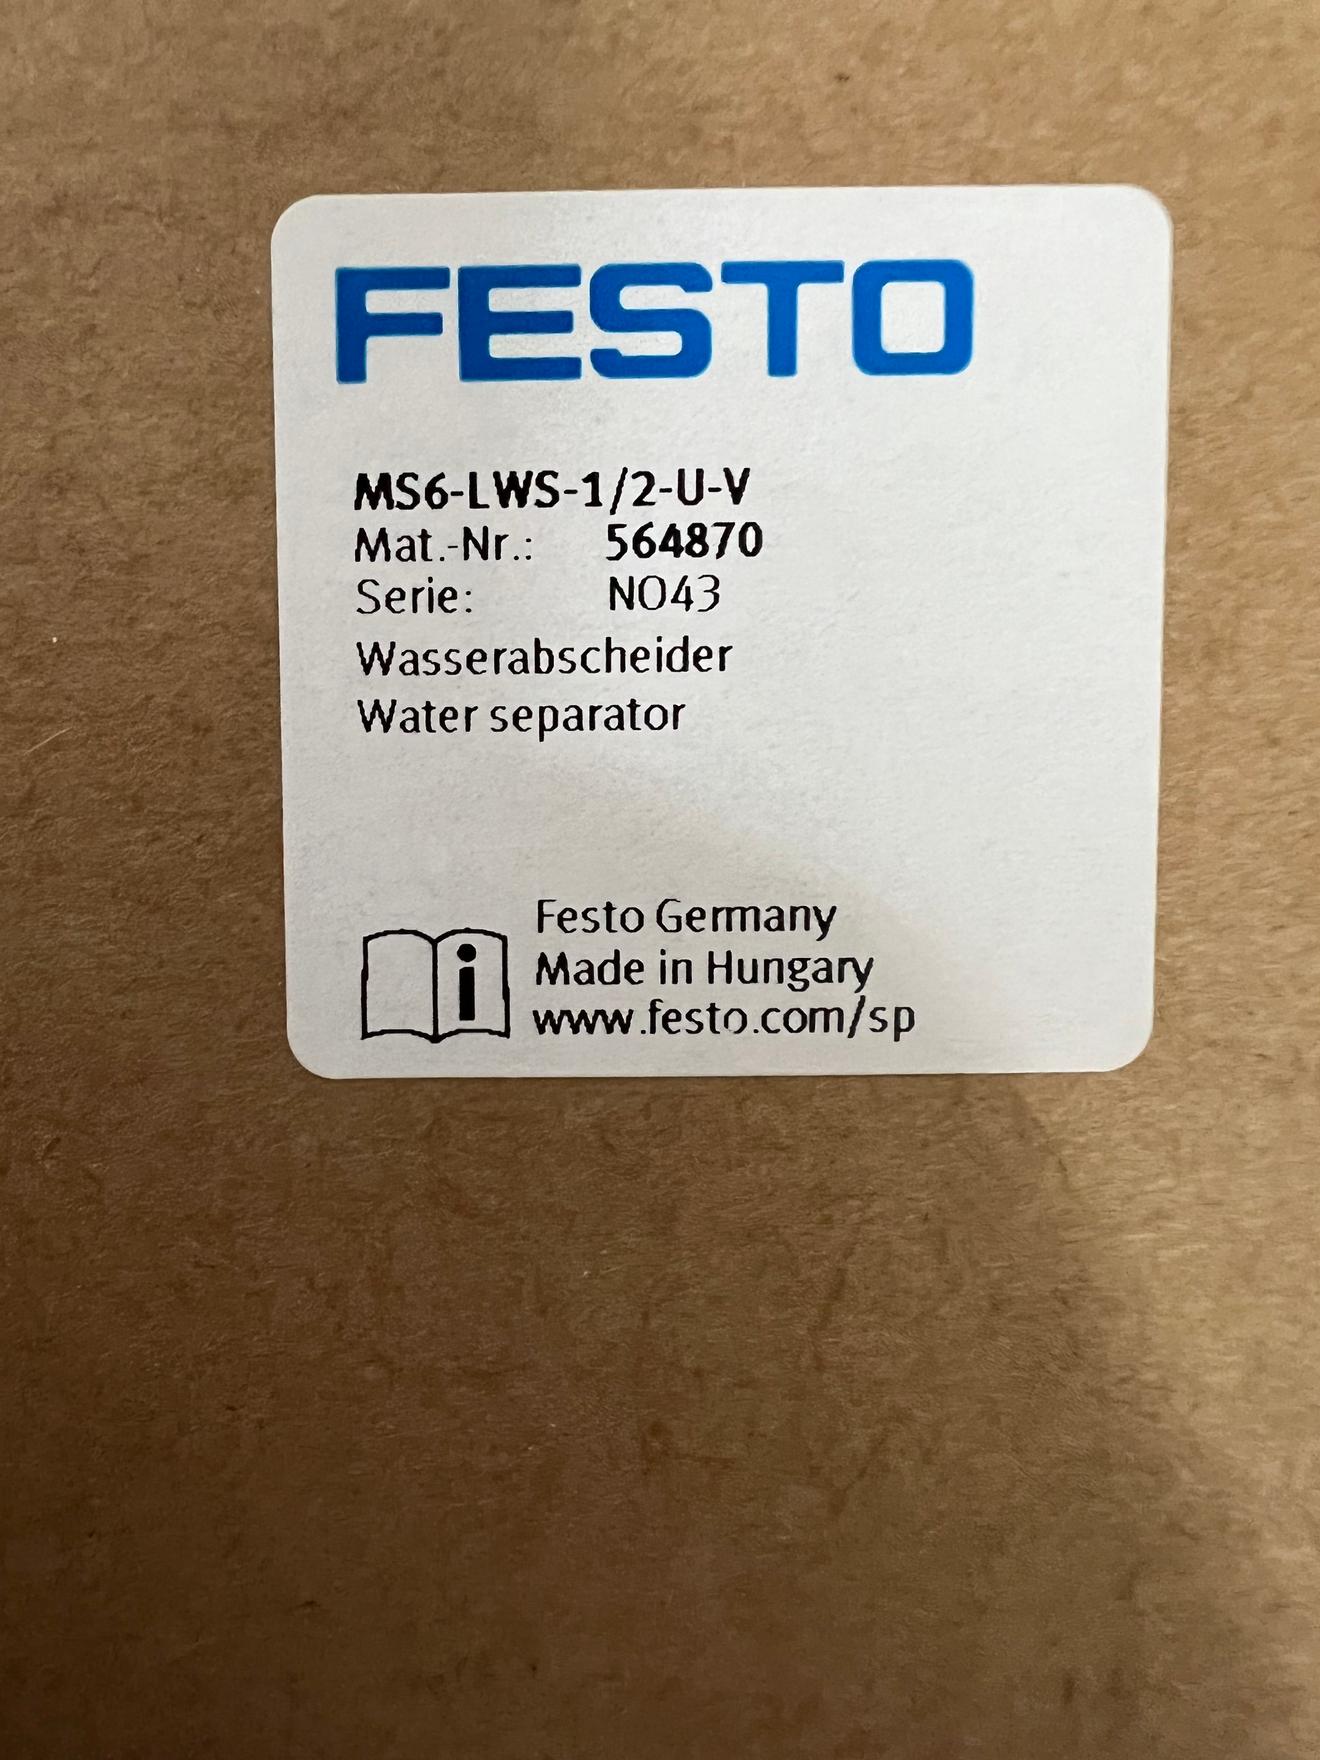 FESTO
MS6-LWS-1/2-U-V
Mat.-Nr.: 564870
Serie: NO43
Wasserabscheider
Water separator
Festo Germany
i Made in Hungary
www.festo.com/sp